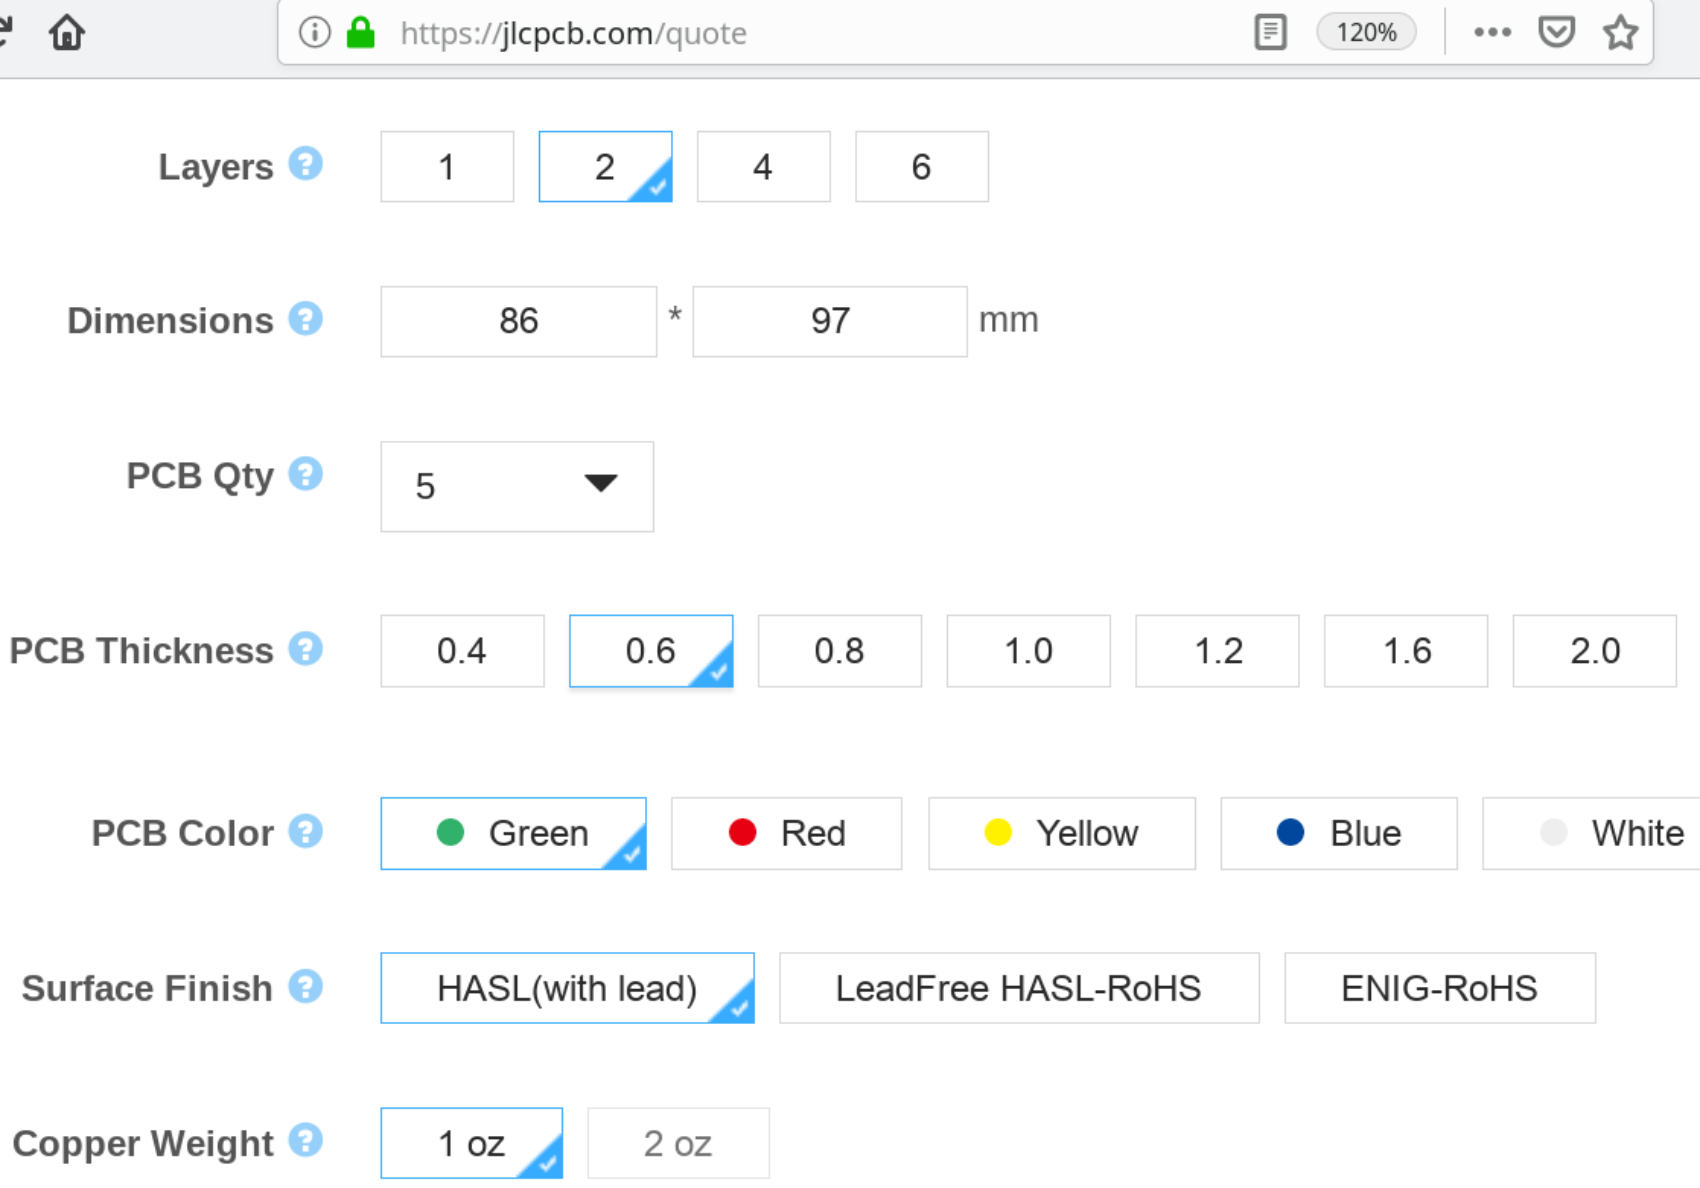 https://jlcpcb.com/quote 120%
Layers ? 1 2 4 6
Dimensions ? 86 * 97 mm
PCB Qty ? 5
PCB Thickness ? 0.4 0.6 0.8 1.0 1.2 1.6 2.0
PCB Color ? Green Red Yellow Blue White
Surface Finish ? HASL(with lead) LeadFree HASL-RoHS ENIG-RoHS
Copper Weight ? 1 oz 2 oz